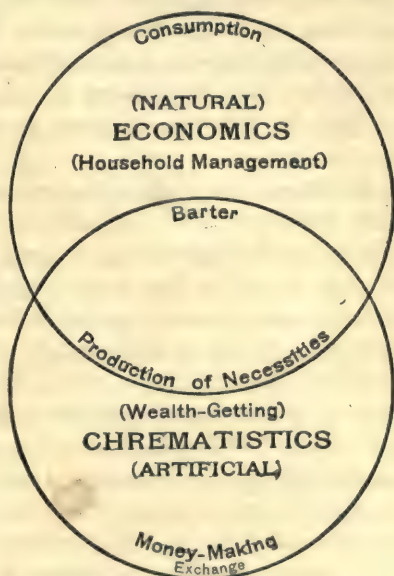 Consumption
(NATURAL)
ECONOMICS
(Household Management)
Barter
Production of Necessities
(Wealth-Getting)
CHREMATISTICS
(ARTIFICIAL)
Money-Making
Exchange